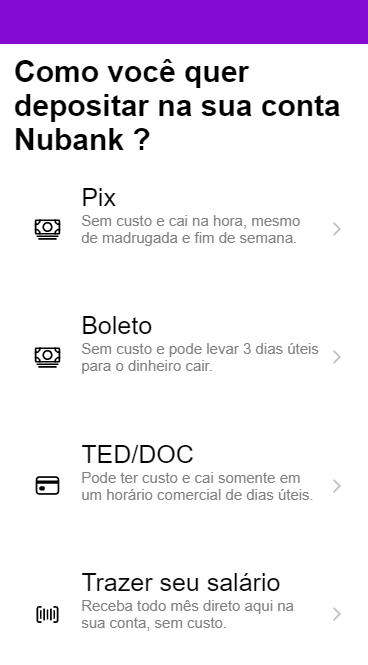 Como você quer
depositar na sua conta
Nubank ?
Pix
Sem custo e cai na hora, mesmo
de madrugada e fim de semana.
Boleto
Sem custo e pode levar 3 dias úteis
para o dinheiro cair.
TED/DOC
Pode ter custo e cai somente em
um horário comercial de dias úteis.
Trazer seu salário
Receba todo mês direto aqui na
sua conta, sem custo.